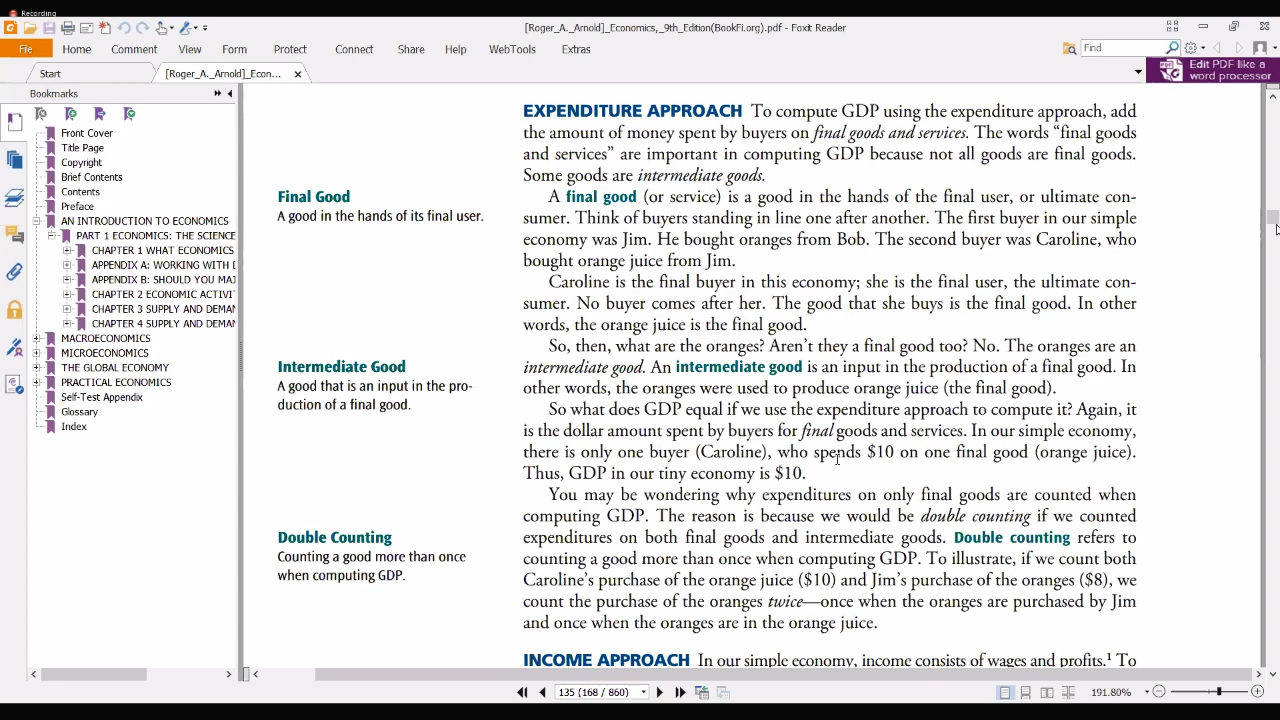 Recording
[Roger_A._Arnold]_Economics,_9th_Edition(BookFi.org).pdf - Foxit Reader
File Home Comment View Form Protect Connect Share Help WebTools Extras
Find
Start
[Roger_A._Arnold]_Econ...
Edit PDF like a
word processor
Bookmarks
Front Cover
Title Page
Copyright
Brief Contents
Contents
Preface
AN INTRODUCTION TO ECONOMICS
PART 1 ECONOMICS: THE SCIENCE
CHAPTER 1 WHAT ECONOMICS
APPENDIX A: WORKING WITH D
APPENDIX B: SHOULD YOU MAJ
CHAPTER 2 ECONOMIC ACTIVIT
CHAPTER 3 SUPPLY AND DEMAN
CHAPTER 4 SUPPLY AND DEMAN
MACROECONOMICS
MICROECONOMICS
THE GLOBAL ECONOMY
PRACTICAL ECONOMICS
Self-Test Appendix
Glossary
Index
Final Good
A good in the hands of its final user.
Intermediate Good
A good that is an input in the pro-
duction of a final good.
Double Counting
Counting a good more than once
when computing GDP.
EXPENDITURE APPROACH To compute GDP using the expenditure approach, add
the amount of money spent by buyers on final goods and services. The words “final goods
and services” are important in computing GDP because not all goods are final goods.
Some goods are intermediate goods.
A final good (or service) is a good in the hands of the final user, or ultimate con-
sumer. Think of buyers standing in line one after another. The first buyer in our simple
economy was Jim. He bought oranges from Bob. The second buyer was Caroline, who
bought orange juice from Jim.
Caroline is the final buyer in this economy; she is the final user, the ultimate con-
sumer. No buyer comes after her. The good that she buys is the final good. In other
words, the orange juice is the final good.
So, then, what are the oranges? Aren’t they a final good too? No. The oranges are an
intermediate good. An intermediate good is an input in the production of a final good. In
other words, the oranges were used to produce orange juice (the final good).
So what does GDP equal if we use the expenditure approach to compute it? Again, it
is the dollar amount spent by buyers for final goods and services. In our simple economy,
there is only one buyer (Caroline), who spends $10 on one final good (orange juice).
Thus, GDP in our tiny economy is $10.
You may be wondering why expenditures on only final goods are counted when
computing GDP. The reason is because we would be double counting if we counted
expenditures on both final goods and intermediate goods. Double counting refers to
counting a good more than once when computing GDP. To illustrate, if we count both
Caroline’s purchase of the orange juice ($10) and Jim’s purchase of the oranges ($8), we
count the purchase of the oranges twice—once when the oranges are purchased by Jim
and once when the oranges are in the orange juice.
INCOME APPROACH In our simple economy, income consists of wages and profits.¹ To
135 (168 / 860)
191.80%